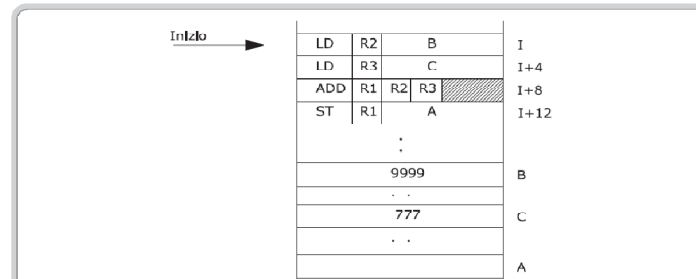 Inizio
LD R2 B I
LD R3 C I+4
ADD R1 R2 R3 I+8
ST R1 A I+12
:
9999 B
. .
777 C
. .
A